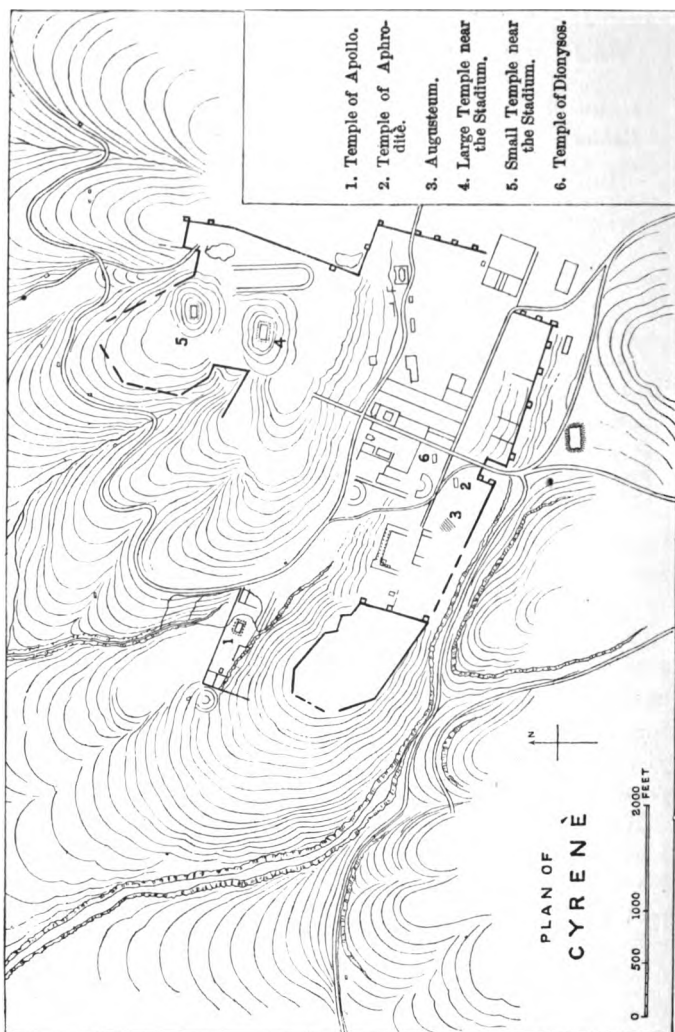 1. Temple of Apollo.
2. Temple of Aphro-
ditè.
3. Augusteum.
4. Large Temple near
the Stadium.
5. Small Temple near
the Stadium.
6. Temple of Dionysos.
5
4
1
6
2
3
N
PLAN OF
CYRENÈ
0 500 1000 2000
FEET